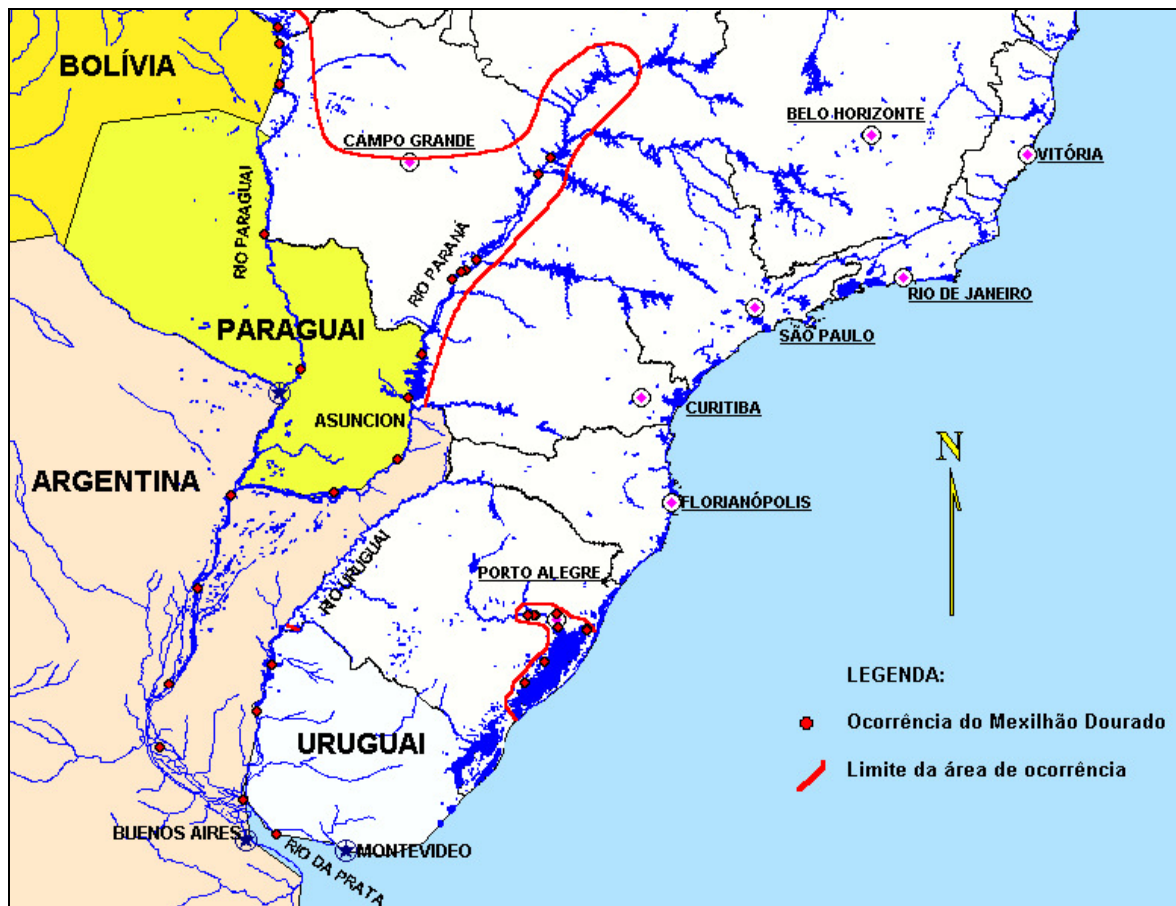 BOLÍVIA
BELO HORIZONTE
CAMPO GRANDE
VITÓRIA
RIO PARAGUAI
RIO PARANÁ
RIO DE JANEIRO
PARAGUAI
SÃO PAULO
ASUNCION
CURITIBA
N
ARGENTINA
FLORIANÓPOLIS
RIO URUGUAI
PORTO ALEGRE
LEGENDA:
Ocorrência do Mexilhão Dourado
URUGUAI
Limite da área de ocorrência
BUENOS AIRES
RIO DA PRATA
MONTEVIDEO